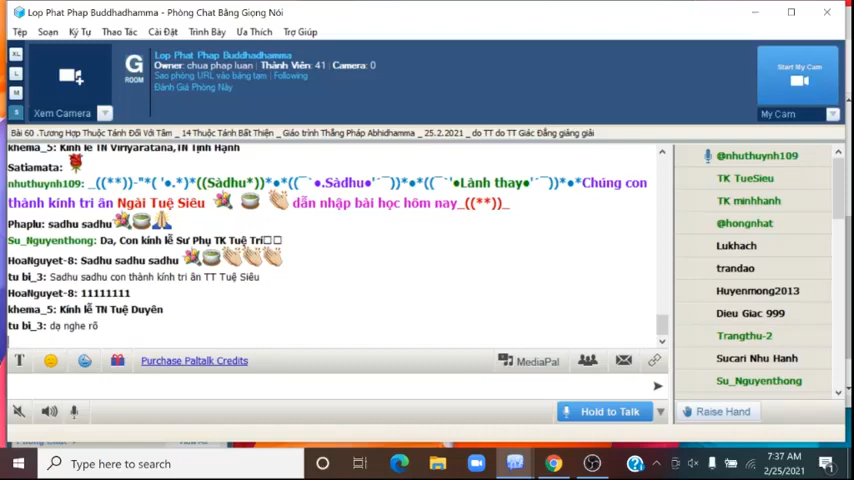 Lop Phat Phap Buddhadhamma - Phòng Chat Bằng Giọng Nói
Tệp Soạn Ký Tự Thao Tác Cài Đặt Trình Bày Ưa Thích Trợ Giúp
XL
L
M
S
Xem Camera
G
ROOM
Lop Phat Phap Buddhadhamma
Owner: chua phap luan | Thành Viên: 41 Camera: 0
Sao phỏng URL vào bảng tạm | Following
Đánh Giá Phòng Này
Start My Cam
My Cam
Bài 60 .Tương Hợp Thuộc Tánh Đối Với Tâm _ 14 Thuộc Tánh Bất Thiện _ Giáo trình Thắng Pháp Abhidhamma _ 25.2.2021 _do TT do TT Giác Đẳng giảng giải
khema_5: Kính lễ TN Viriyaratana,TN Tịnh Hạnh
Satiamata:
nhuthuynh109: _((**))-"*( '●.*)*((Sàdhu*))*●*((¯`●.Sàdhu●'´¯))*●*((¯`'●Lành thay●'´¯))*●*Chúng con
thành kính tri ân Ngài Tuệ Siêu dẫn nhập bài học hôm nay_((**))_
Phaplu: sadhu sadhu
Su_Nguyenthong: Dạ, Con kính lễ Sư Phụ TK Tuệ Tri
HoaNguyet-8: Sadhu sadhu sadhu
tu bi_3: Sadhu sadhu con thành kính tri ân TT Tuệ Siêu
HoaNguyet-8: 11111111
khema_5: Kính lễ TN Tuệ Duyên
tu bi_3: dạ nghe rõ
@nhuthuynh109
TK TueSieu
TK minhhanh
@hongnhat
Lukhach
trandao
Huyenmong2013
Dieu Giac 999
Trangthu-2
Sucari Nhu Hanh
Su_Nguyenthong
T Purchase Paltalk Credits MediaPal
Hold to Talk
Raise Hand
Type here to search
7:37 AM
2/25/2021
1